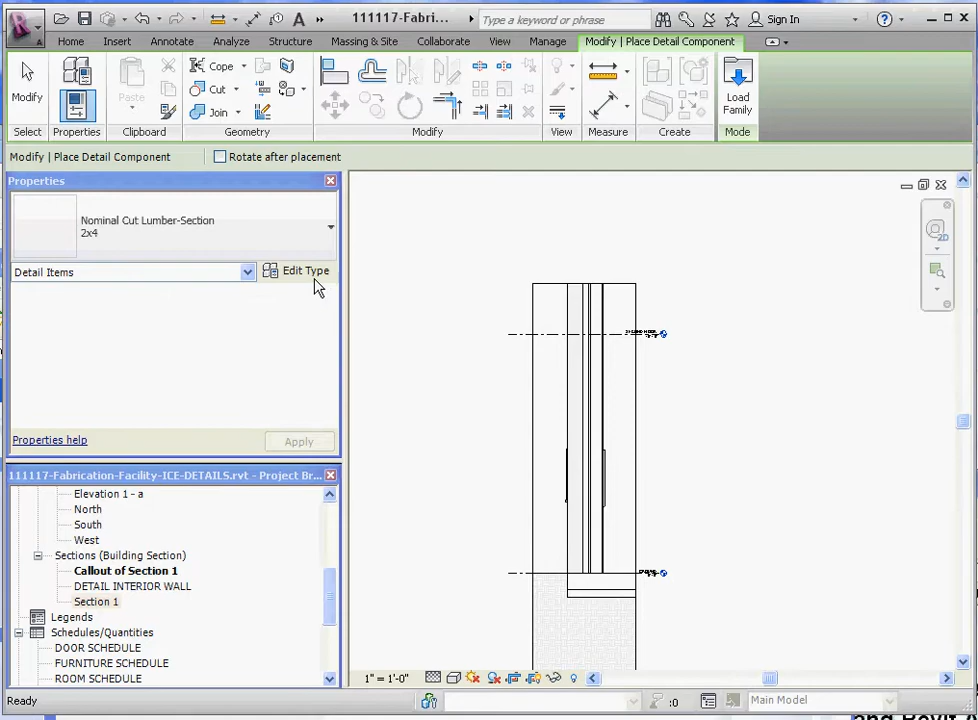 111117-Fabri...
Type a keyword or phrase
Sign In
Home
Insert
Annotate
Analyze
Structure
Massing & Site
Collaborate
View
Manage
Modify | Place Detail Component
Modify
Paste
Cope
Cut
Join
Load
Family
Select
Properties
Clipboard
Geometry
Modify
View
Measure
Create
Mode
Modify | Place Detail Component
Rotate after placement
Properties
Nominal Cut Lumber-Section
2x4
Detail Items
Edit Type
2D
Properties help
Apply
111117-Fabrication-Facility-ICE-DETAILS.rvt - Project Br...
Elevation 1 - a
North
South
West
Sections (Building Section)
Callout of Section 1
DETAIL INTERIOR WALL
Section 1
Legends
Schedules/Quantities
DOOR SCHEDULE
FURNITURE SCHEDULE
ROOM SCHEDULE
1" = 1'-0"
Ready
:0
Main Model
and Revit A